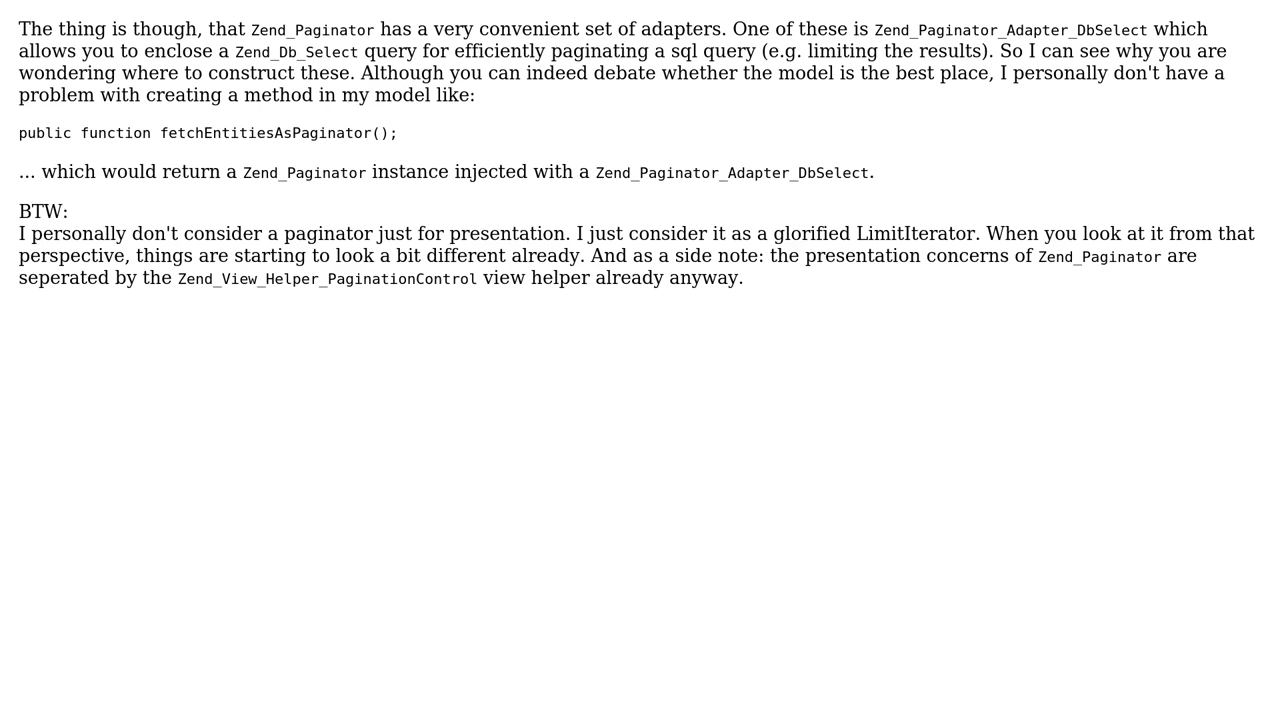 The thing is though, that Zend_Paginator has a very convenient set of adapters. One of these is Zend_Paginator_Adapter_DbSelect which
allows you to enclose a Zend_Db_Select query for efficiently paginating a sql query (e.g. limiting the results). So I can see why you are
wondering where to construct these. Although you can indeed debate whether the model is the best place, I personally don't have a
problem with creating a method in my model like:
public function fetchEntitiesAsPaginator();
... which would return a Zend_Paginator instance injected with a Zend_Paginator_Adapter_DbSelect.
BTW:
I personally don't consider a paginator just for presentation. I just consider it as a glorified LimitIterator. When you look at it from that
perspective, things are starting to look a bit different already. And as a side note: the presentation concerns of Zend_Paginator are
seperated by the Zend_View_Helper_PaginationControl view helper already anyway.